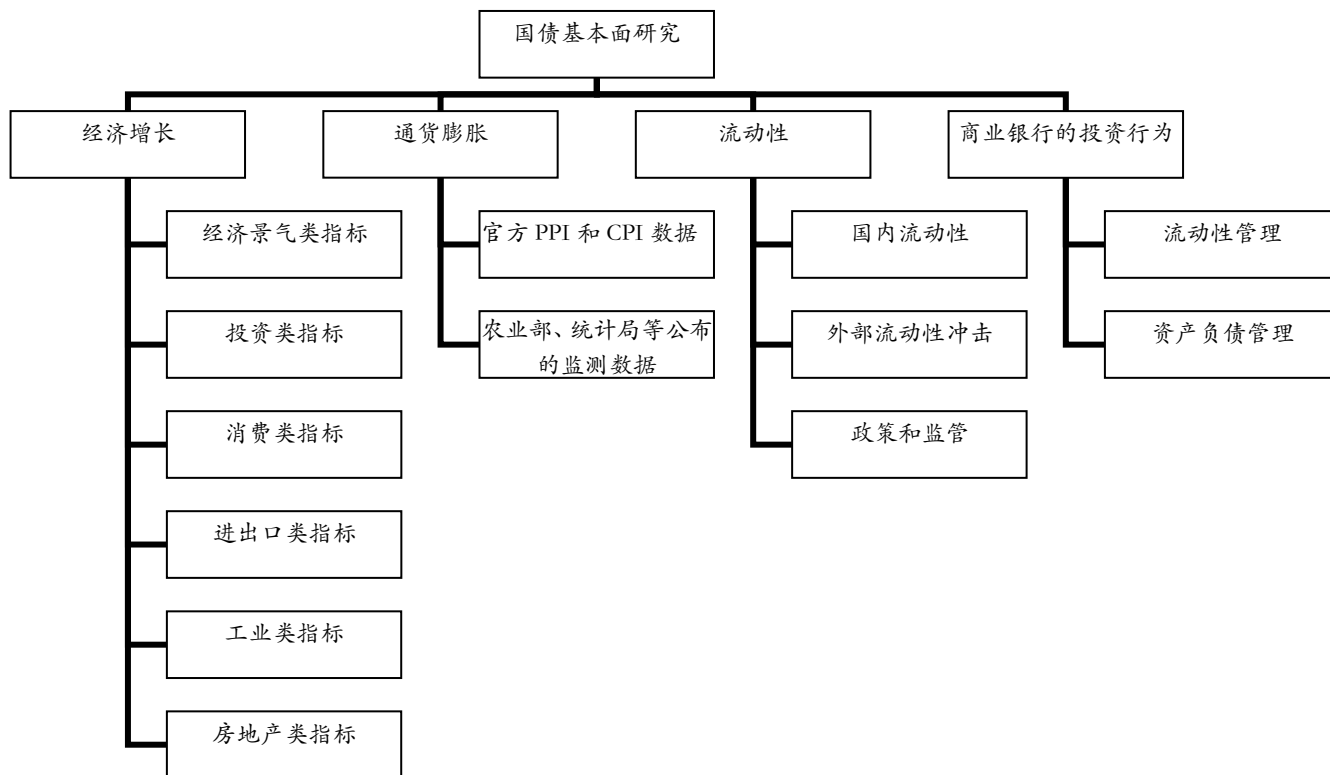 国债基本面研究
经济增长
通货膨胀
流动性
商业银行的投资行为
经济景气类指标
官方 PPI 和 CPI 数据
国内流动性
流动性管理
投资类指标
农业部、统计局等公布
的监测数据
外部流动性冲击
资产负债管理
消费类指标
政策和监管
进出口类指标
工业类指标
房地产类指标